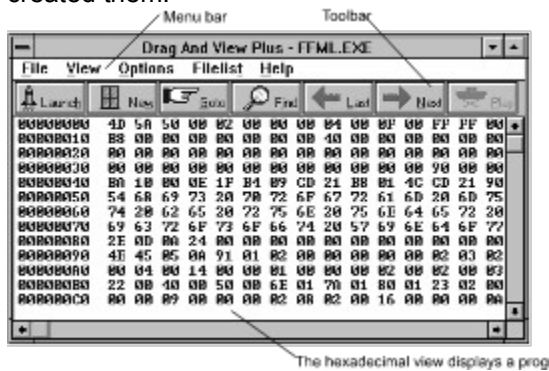 created them.
Menu bar Toolbar
Drag And View Plus - FFML.EXE
File View Options Filelist Help
Launch New Goto Find Last Next Play
00000000 4D 5A 50 00 02 00 00 00 04 00 0F 00 FF FF 00
00000010 B8 00 00 00 00 00 00 00 40 00 00 00 00 00 00
00000020 00 00 00 00 00 00 00 00 00 00 00 00 00 00 00
00000030 00 00 00 00 00 00 00 00 00 00 00 00 90 00 00
00000040 BA 10 00 0E 1F B4 09 CD 21 B8 01 4C CD 21 90
00000050 54 68 69 73 20 70 72 6F 67 72 61 6D 20 6D 75
00000060 74 20 62 65 20 72 75 6E 20 75 6E 64 65 72 20
00000070 69 63 72 6F 73 6F 66 74 20 57 69 6E 64 6F 77
00000080 2E 0D 0A 24 00 00 00 00 00 00 00 00 00 00 00
00000090 4E 45 05 0A 91 01 02 00 00 00 00 00 02 03 02
000000A0 00 04 00 14 00 00 01 00 00 00 02 00 02 00 03
000000B0 22 00 40 00 50 00 6E 01 7A 01 80 01 23 02 00
000000C0 00 00 09 00 00 00 02 08 02 00 16 00 00 00 0A
The hexadecimal view displays a prog